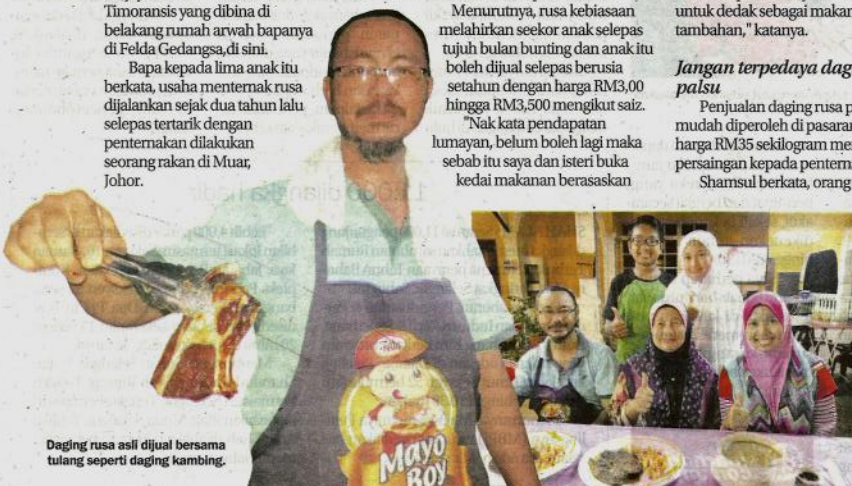 Timoransis yang dibina di
belakang rumah arwah bapanya
di Felda Gedangsa,di sini.
Bapa kepada lima anak itu
berkata, usaha menternak rusa
dijalankan sejak dua tahun lalu
selepas tertarik dengan
penternakan dilakukan
seorang rakan di Muar,
Johor.
Menurutnya, rusa kebiasaan
melahirkan seekor anak selepas
tujuh bulan bunting dan anak itu
boleh dijual selepas berusia
setahun dengan harga RM3,00
hingga RM3,500 mengikut saiz.
"Nak kata pendapatan
lumayan, belum boleh lagi maka
sebab itu saya dan isteri buka
kedai makanan berasaskan
untuk dedak sebagai makan
tambahan," katanya.
Jangan terpedaya dag
palsu
Penjualan daging rusa p
mudah diperoleh di pasaran
harga RM35 sekilogram me
persaingan kepada pentern
Shamsul berkata, orang
Daging rusa asli dijual bersama
tulang seperti daging kambing.
Mayo
BOY